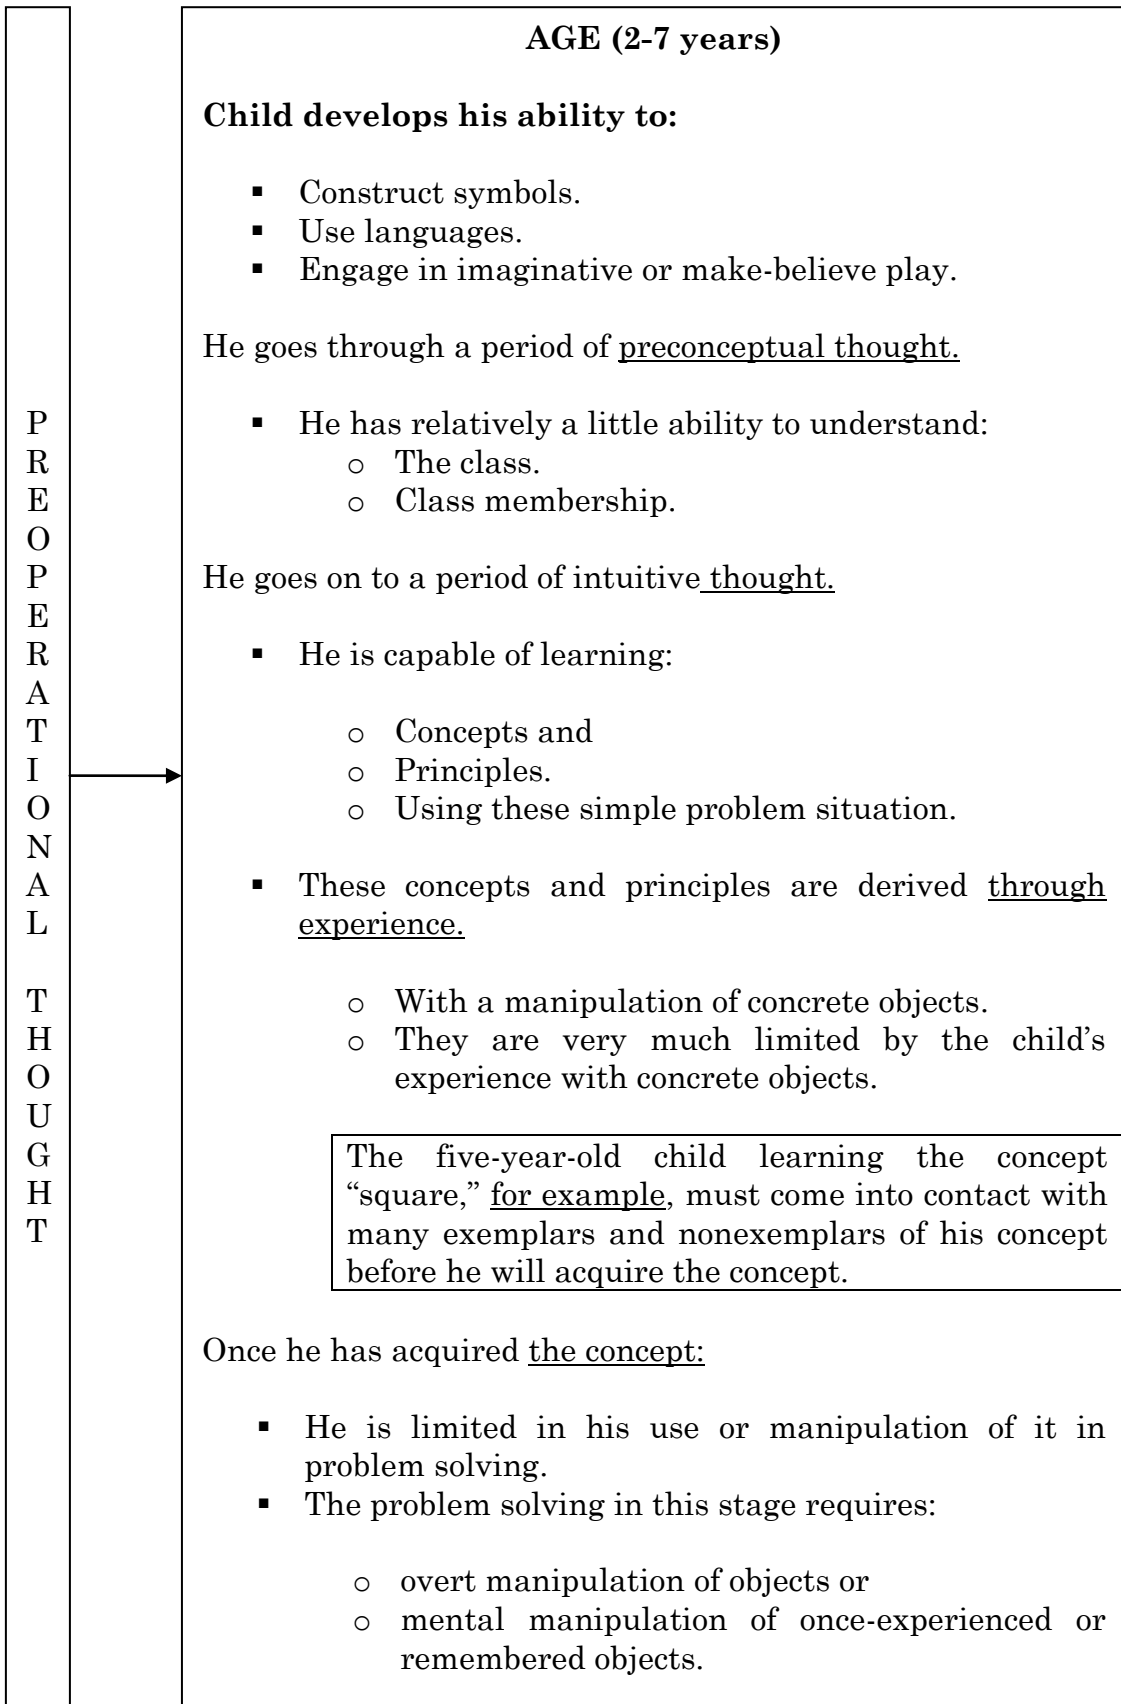 PREOPERATIONAL THOUGHT
AGE (2-7 years)
Child develops his ability to:
▪ Construct symbols.
▪ Use languages.
▪ Engage in imaginative or make-believe play.
He goes through a period of preconceptual thought.
▪ He has relatively a little ability to understand:
o The class.
o Class membership.
He goes on to a period of intuitive thought.
▪ He is capable of learning:
o Concepts and
o Principles.
o Using these simple problem situation.
▪ These concepts and principles are derived through
experience.
o With a manipulation of concrete objects.
o They are very much limited by the child’s
experience with concrete objects.
The five-year-old child learning the concept
“square,” for example, must come into contact with
many exemplars and nonexemplars of his concept
before he will acquire the concept.
Once he has acquired the concept:
▪ He is limited in his use or manipulation of it in
problem solving.
▪ The problem solving in this stage requires:
o overt manipulation of objects or
o mental manipulation of once-experienced or
remembered objects.